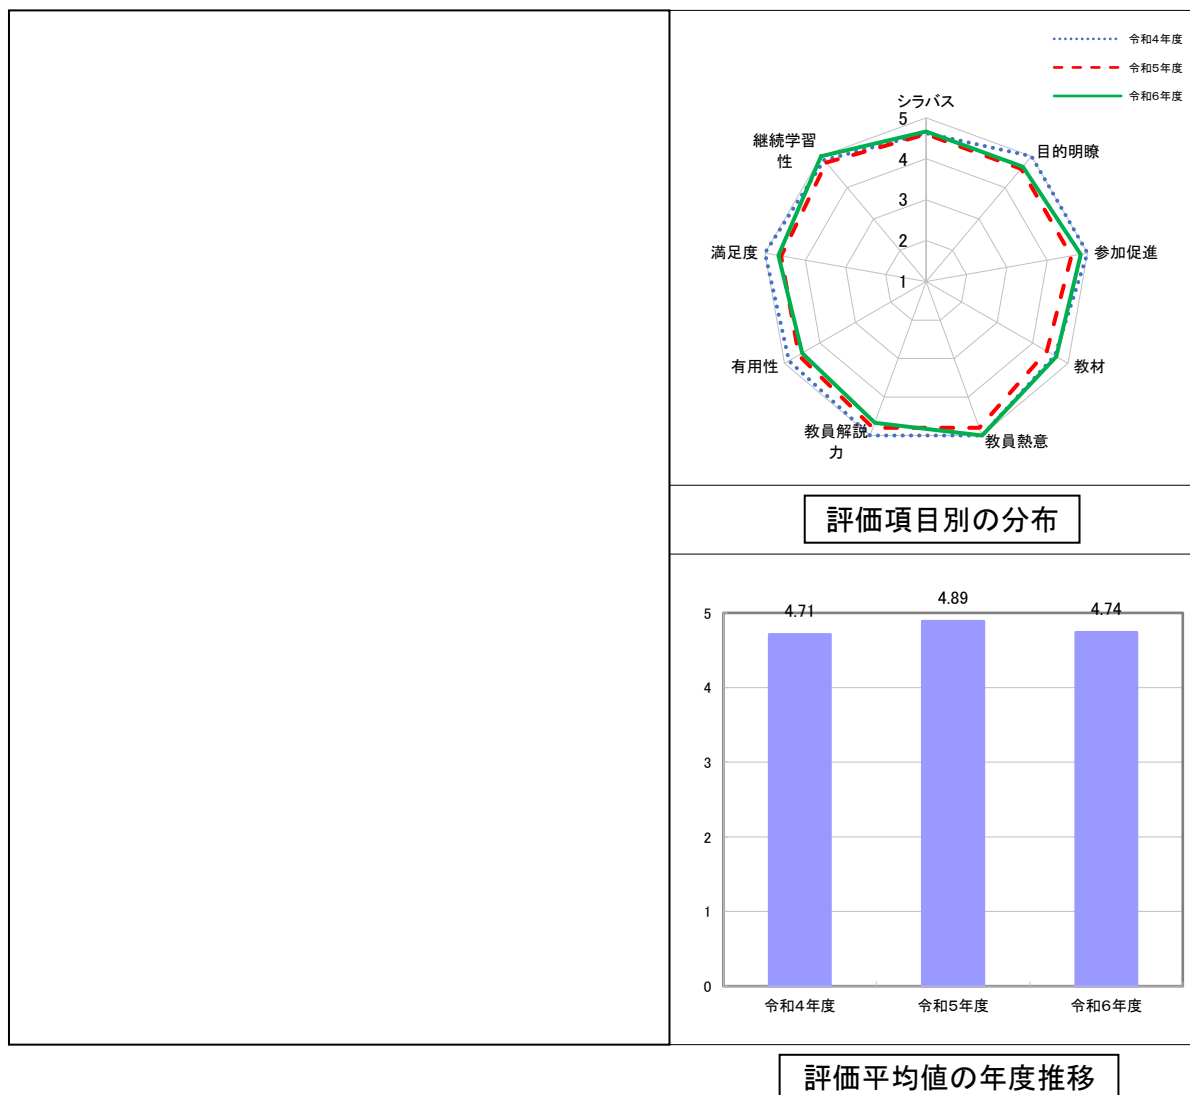 令和4年度
令和5年度
令和6年度
シラバス
目的明瞭
参加促進
教材
教員熱意
教員解説
力
有用性
満足度
継続学習
性
5
4
3
2
1
評価項目別の分布
4.71
4.89
4.74
5
4
3
2
1
0
令和4年度
令和5年度
令和6年度
評価平均値の年度推移